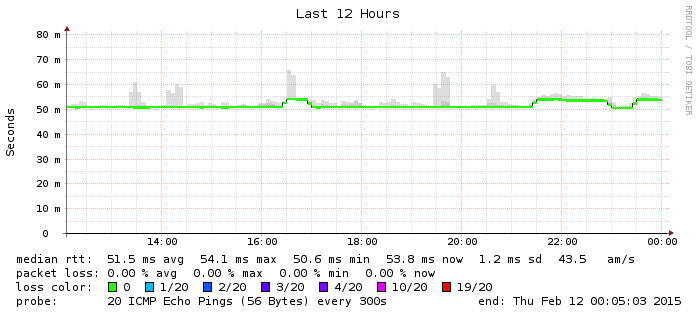 Last 12 Hours
RRDTOOL / TOBI OETIKER
Seconds
80 m
70 m
60 m
50 m
40 m
30 m
20 m
10 m
0
14:00 16:00 18:00 20:00 22:00 00:00
median rtt: 51.5 ms avg 54.1 ms max 50.6 ms min 53.8 ms now 1.2 ms sd 43.5 am/s
packet loss: 0.00 % avg 0.00 % max 0.00 % min 0.00 % now
loss color: 0 1/20 2/20 3/20 4/20 10/20 19/20
probe: 20 ICMP Echo Pings (56 Bytes) every 300s end: Thu Feb 12 00:05:03 2015